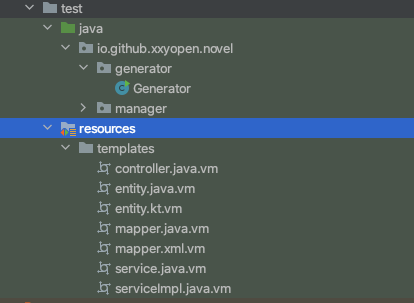 test
java
io.github.xxyopen.novel
generator
Generator
manager
resources
templates
controller.java.vm
entity.java.vm
entity.kt.vm
mapper.java.vm
mapper.xml.vm
service.java.vm
serviceImpl.java.vm